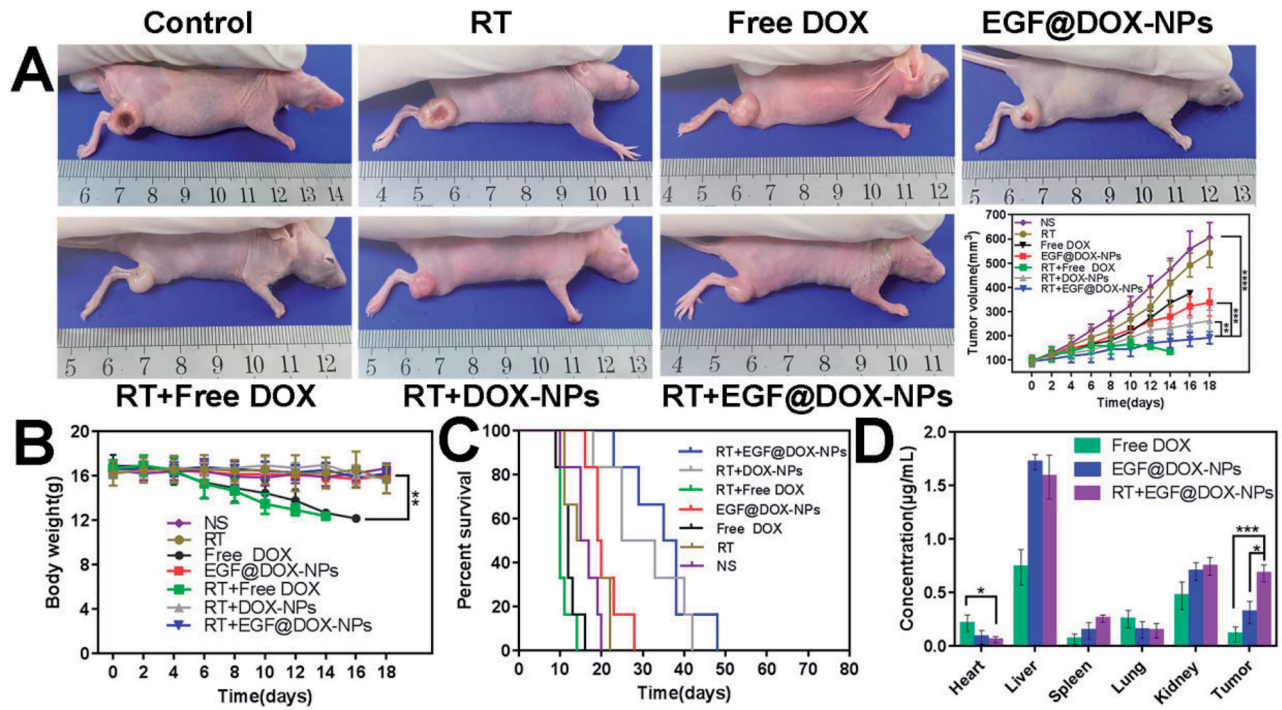 Control RT Free DOX EGF@DOX-NPs
A
6 7 8 9 10 11 12 13 14
4 5 6 7 8 9 10 11
4 5 6 7 8 9 10 11 12
5 6 7 8 9 10 11 12 13
5 6 7 8 9 10 11 12
5 6 7 8 9 10 11 12
4 5 6 7 8 9 10 11 12
RT+Free DOX RT+DOX-NPs RT+EGF@DOX-NPs
Tumor volume(mm³)
700
600
500
400
300
200
100
NS
RT
Free DOX
EGF@DOX-NPs
RT+Free DOX
RT+DOX-NPs
RT+EGF@DOX-NPs
****
***
**
0 2 4 6 8 10 12 14 16 18
Time(days)
B
Body weight(g)
20
16
12
8
4
0
NS
RT
Free DOX
EGF@DOX-NPs
RT+Free DOX
RT+DOX-NPs
RT+EGF@DOX-NPs
**
0 2 4 6 8 10 12 14 16 18
Time(days)
C
Percent survival
100
80
60
40
20
0
RT+EGF@DOX-NPs
RT+DOX-NPs
RT+Free DOX
EGF@DOX-NPs
Free DOX
RT
NS
0 10 20 30 40 50 60 70 80
Time(days)
D
Concentration(µg/mL)
2.0
1.5
1.0
0.5
0.0
Free DOX
EGF@DOX-NPs
RT+EGF@DOX-NPs
*
***
*
Heart Liver Spleen Lung Kidney Tumor